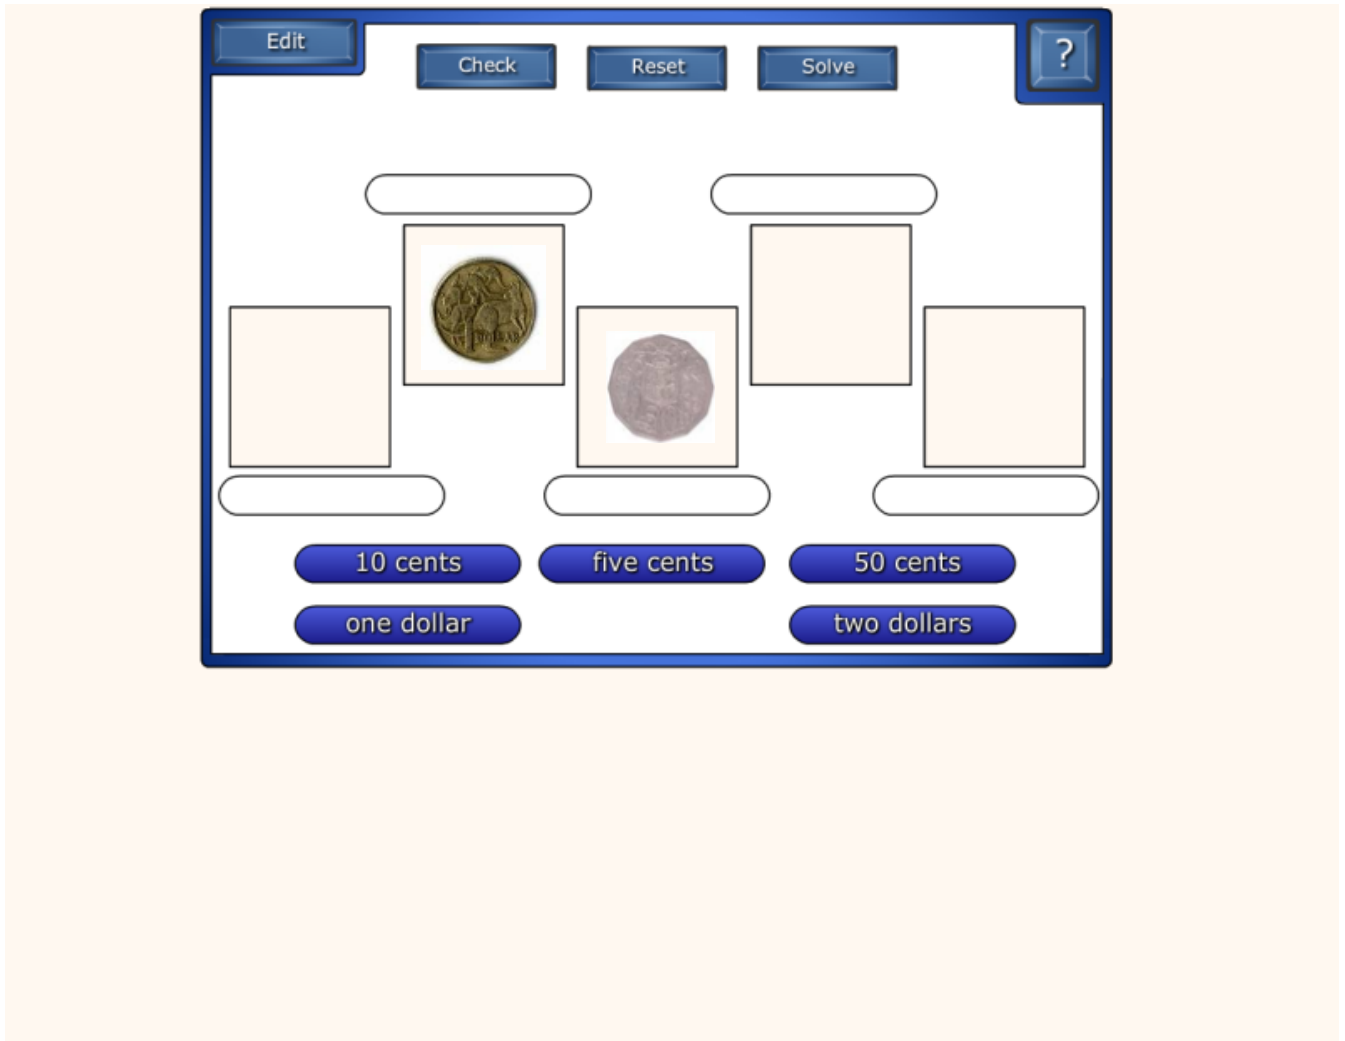 Edit
Check
Reset
Solve
?
10 cents
five cents
50 cents
one dollar
two dollars